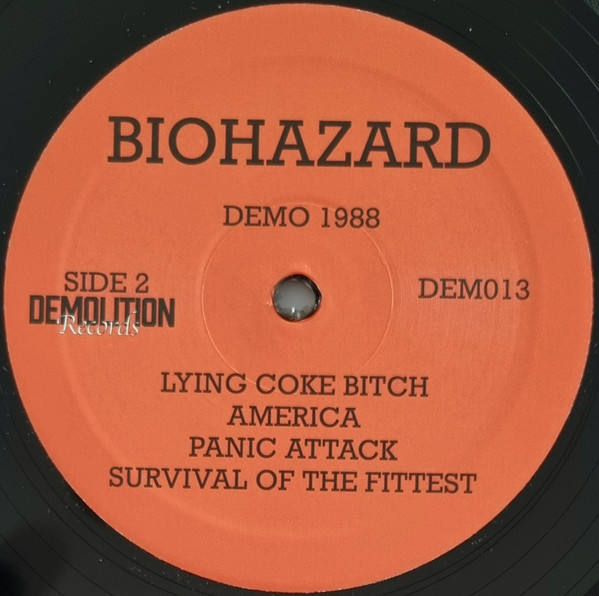 BIOHAZARD
DEMO 1988
SIDE 2
DEM013
DEMOLITION
Records
LYING COKE BITCH
AMERICA
PANIC ATTACK
SURVIVAL OF THE FITTEST